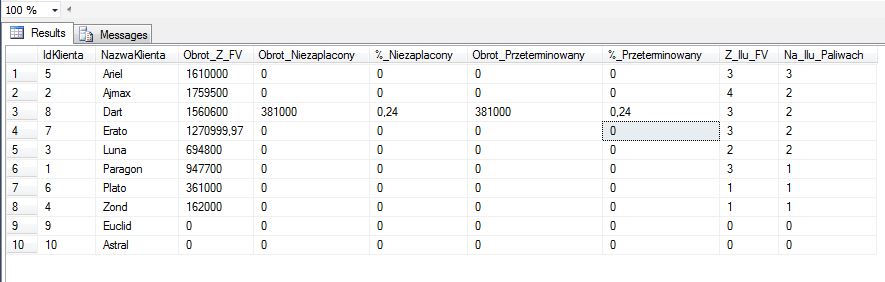 100 %
Results Messages
IdKlienta NazwaKlienta Obrot_Z_FV Obrot_Niezaplacony %_Niezaplacony Obrot_Przeterminowany %_Przeterminowany Z_Ilu_FV Na_Ilu_Paliwach
1 5 Ariel 1610000 0 0 0 0 3 3
2 2 Ajmax 1759500 0 0 0 0 4 2
3 8 Dart 1560600 381000 0,24 381000 0,24 3 2
4 7 Erato 1270999,97 0 0 0 0 3 2
5 3 Luna 694800 0 0 0 0 2 2
6 1 Paragon 947700 0 0 0 0 3 1
7 6 Plato 361000 0 0 0 0 1 1
8 4 Zond 162000 0 0 0 0 1 1
9 9 Euclid 0 0 0 0 0 0 0
10 10 Astral 0 0 0 0 0 0 0